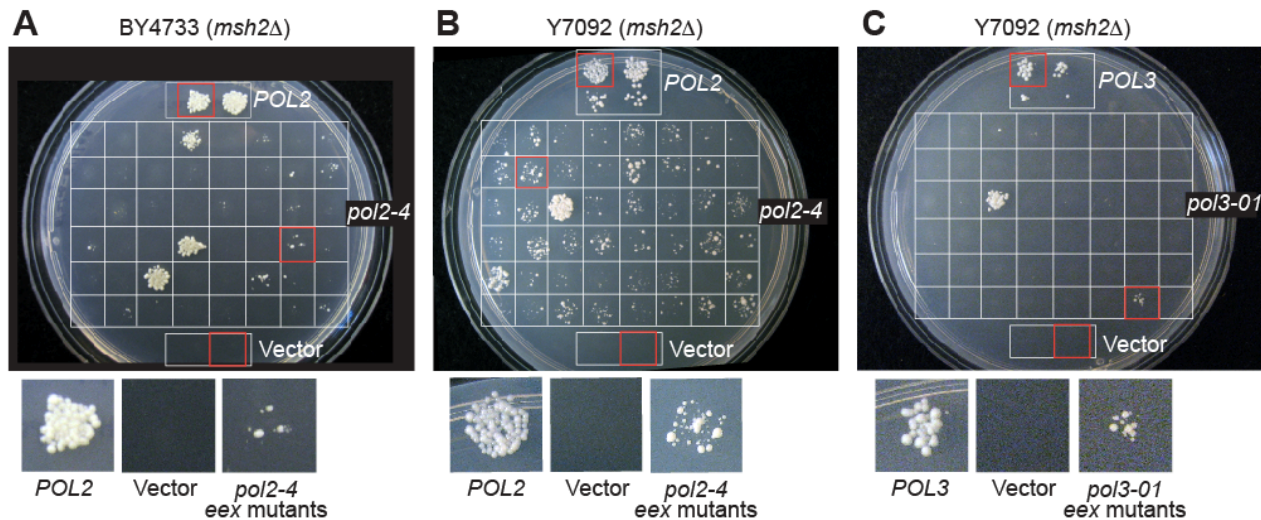 A
BY4733 (msh2Δ)
POL2
pol2-4
Vector
POL2
Vector
pol2-4
eex mutants
B
Y7092 (msh2Δ)
POL2
pol2-4
Vector
POL2
Vector
pol2-4
eex mutants
C
Y7092 (msh2Δ)
POL3
pol3-01
Vector
POL3
Vector
pol3-01
eex mutants